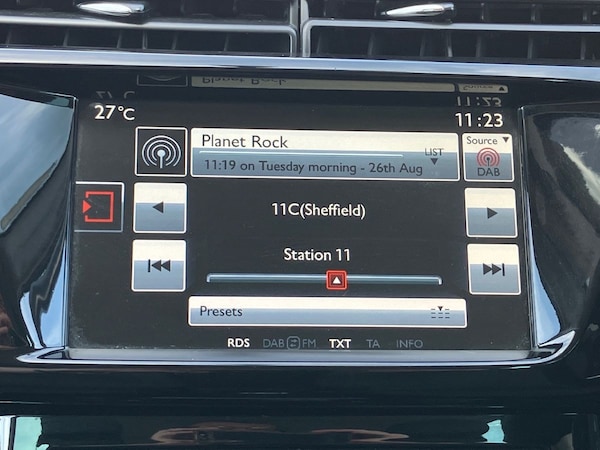 27°C
11:23
Planet Rock
LIST
Source
11:19 on Tuesday morning - 26th Aug
DAB
11C(Sheffield)
Station 11
Presets
RDS DAB FM TXT TA INFO